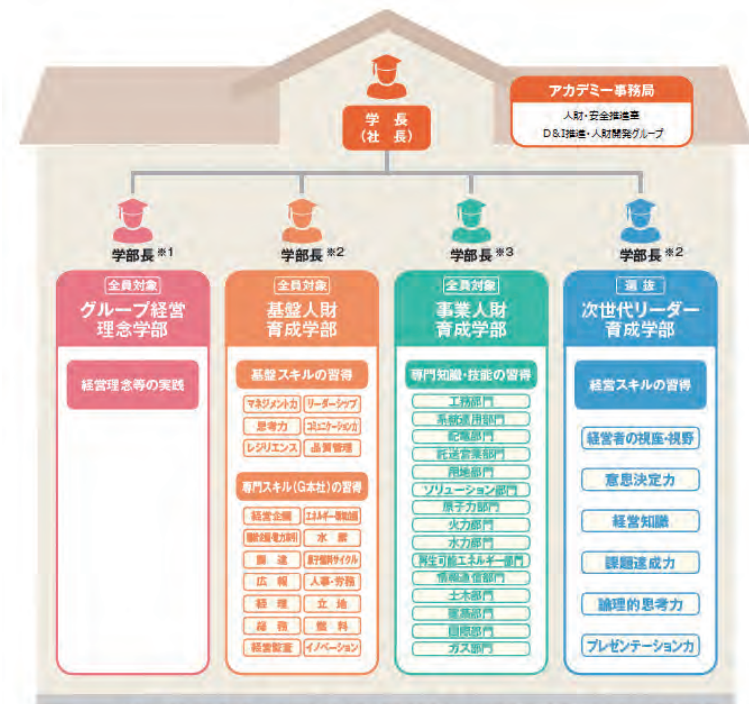 アカデミー事務局
人財・安全推進室
D&I推進・人財開発グループ
学　長
（社　長）
学部長※1
学部長※2
学部長※3
学部長※2
全員対象
グループ経営
理念学部
経営理念等の実践
全員対象
基盤人財
育成学部
基盤スキルの習得
マネジメント力
リーダーシップ
思考力
コミュニケーション力
レジリエンス
品質管理
専門スキル（G本社）の習得
経営企画
水　素
調　達
原子燃料サイクル
広　報
人事・労務
経　理
立　地
総　務
燃　料
経営監査
イノベーション
全員対象
事業人財
育成学部
専門知識・技能の習得
工務部門
系統運用部門
配電部門
託送営業部門
用地部門
ソリューション部門
原子力部門
火力部門
水力部門
再生可能エネルギー部門
情報通信部門
土木部門
建築部門
国際部門
ガス部門
選　抜
次世代リーダー
育成学部
経営スキルの習得
経営者の視座・視野
意思決定力
経営知識
課題達成力
論理的思考力
プレゼンテーション力